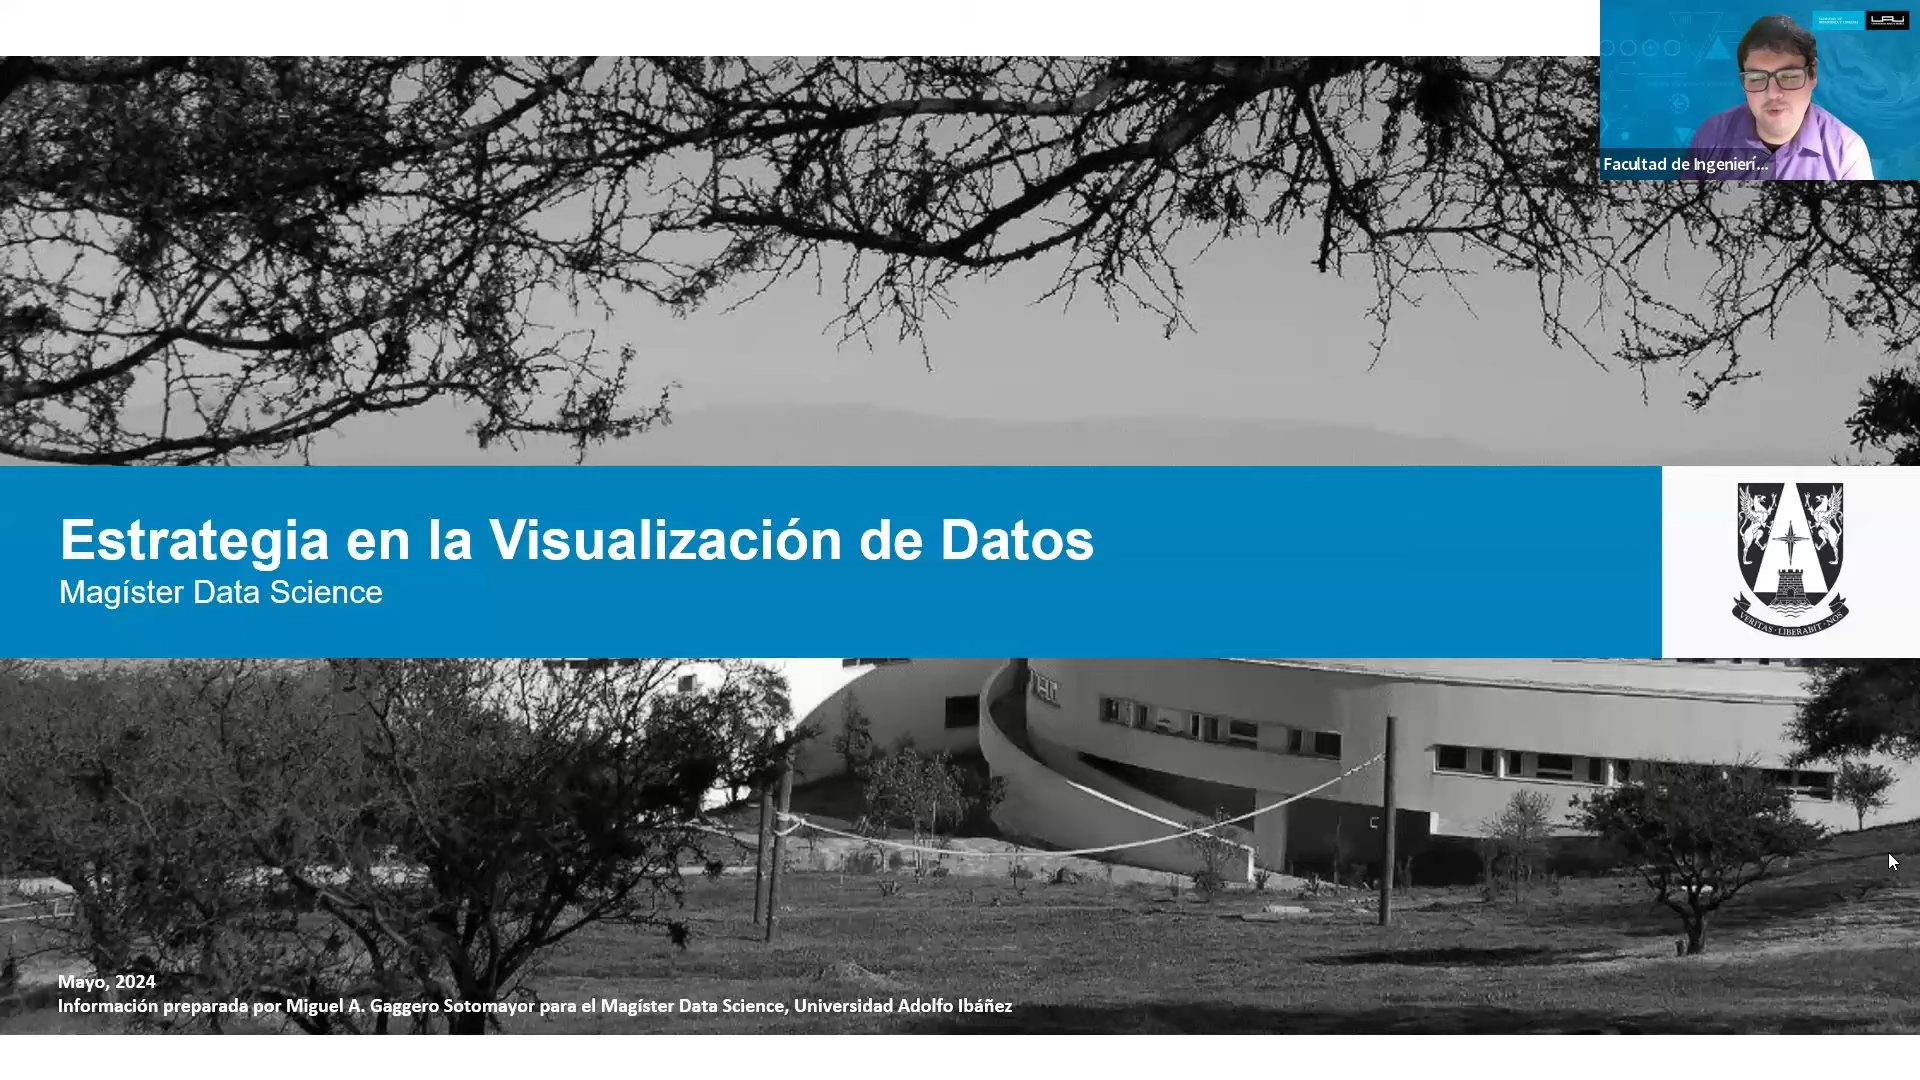 UAI
Facultad de Ingenierí...
Estrategia en la Visualización de Datos
Magíster Data Science
VERITAS · LIBERABIT · NOS
Mayo, 2024
Información preparada por Miguel A. Gaggero Sotomayor para el Magíster Data Science, Universidad Adolfo Ibáñez